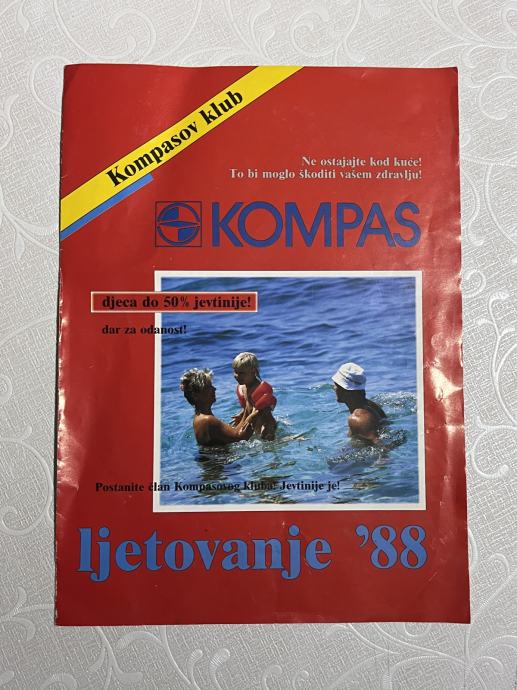 Kompasov klub
Ne ostajajte kod kuće!
To bi moglo škoditi vašem zdravlju!
KOMPAS
djeca do 50% jevtinije!
dar za odanost!
Postanite član Kompasovog kluba! Jevtinije je!
ljetovanje '88